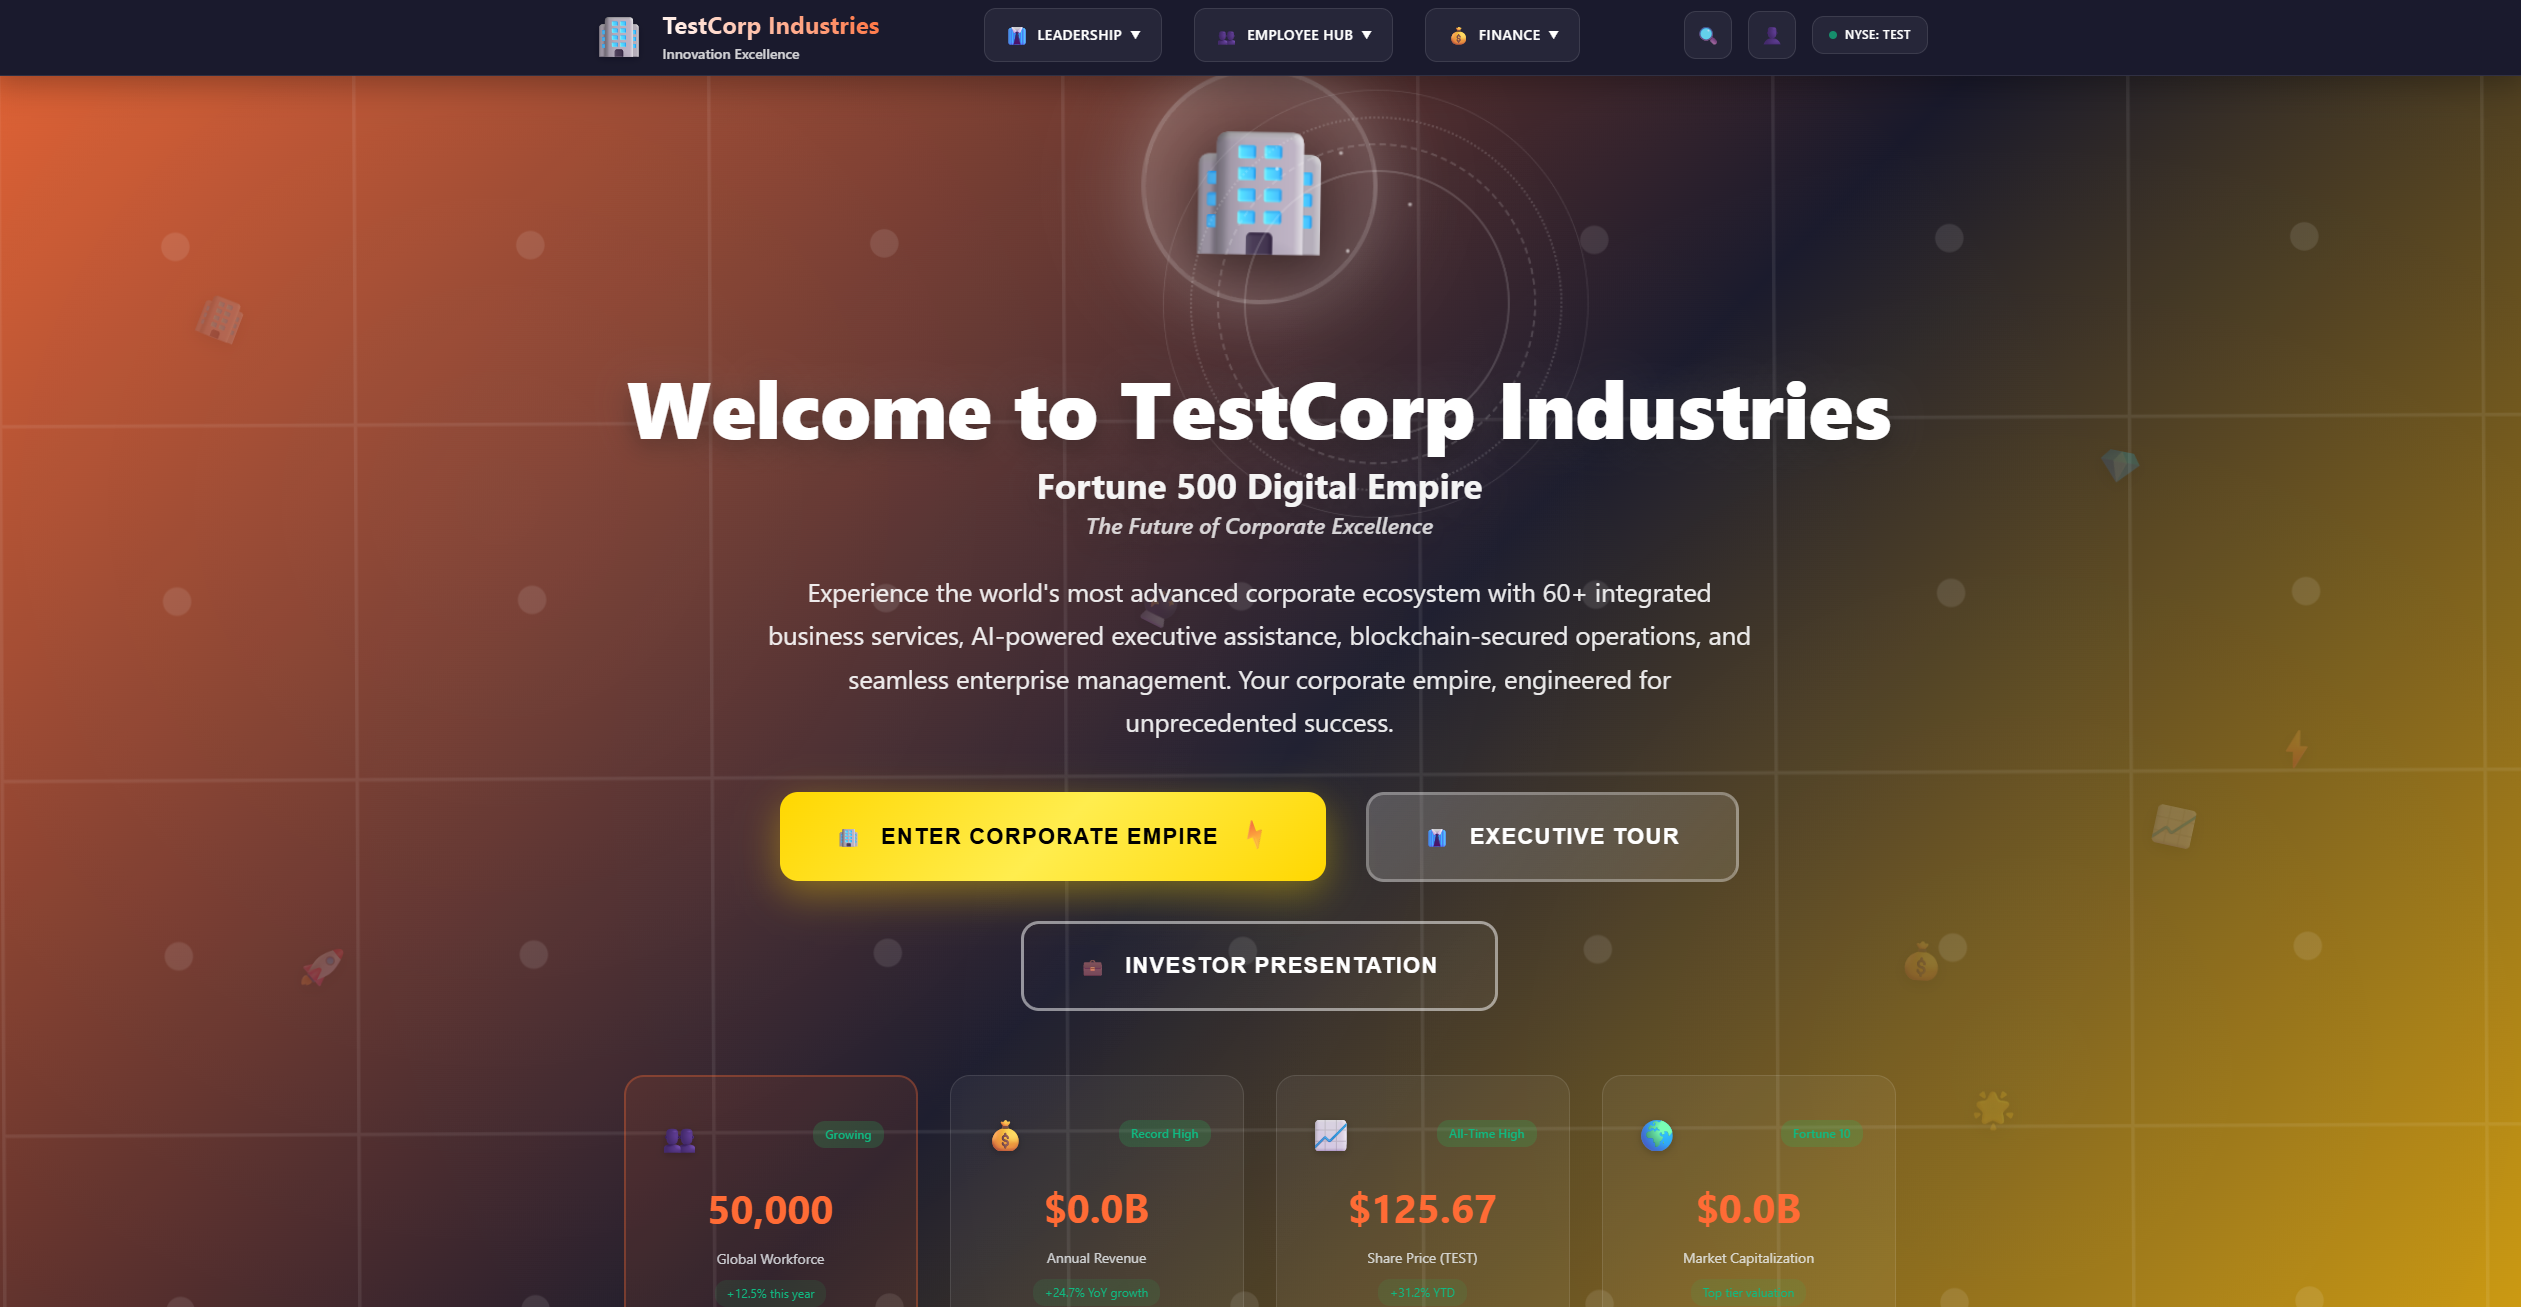 TestCorp Industries
Innovation Excellence
LEADERSHIP ▼
EMPLOYEE HUB ▼
FINANCE ▼
NYSE: TEST
Welcome to TestCorp Industries
Fortune 500 Digital Empire
The Future of Corporate Excellence
Experience the world's most advanced corporate ecosystem with 60+ integrated
business services, AI-powered executive assistance, blockchain-secured operations, and
seamless enterprise management. Your corporate empire, engineered for
unprecedented success.
ENTER CORPORATE EMPIRE
EXECUTIVE TOUR
INVESTOR PRESENTATION
Growing
50,000
Global Workforce
+12.5% this year
Record High
$0.0B
Annual Revenue
+24.7% YoY growth
All-Time High
$125.67
Share Price (TEST)
+31.2% YTD
Fortune 10
$0.0B
Market Capitalization
Top tier valuation